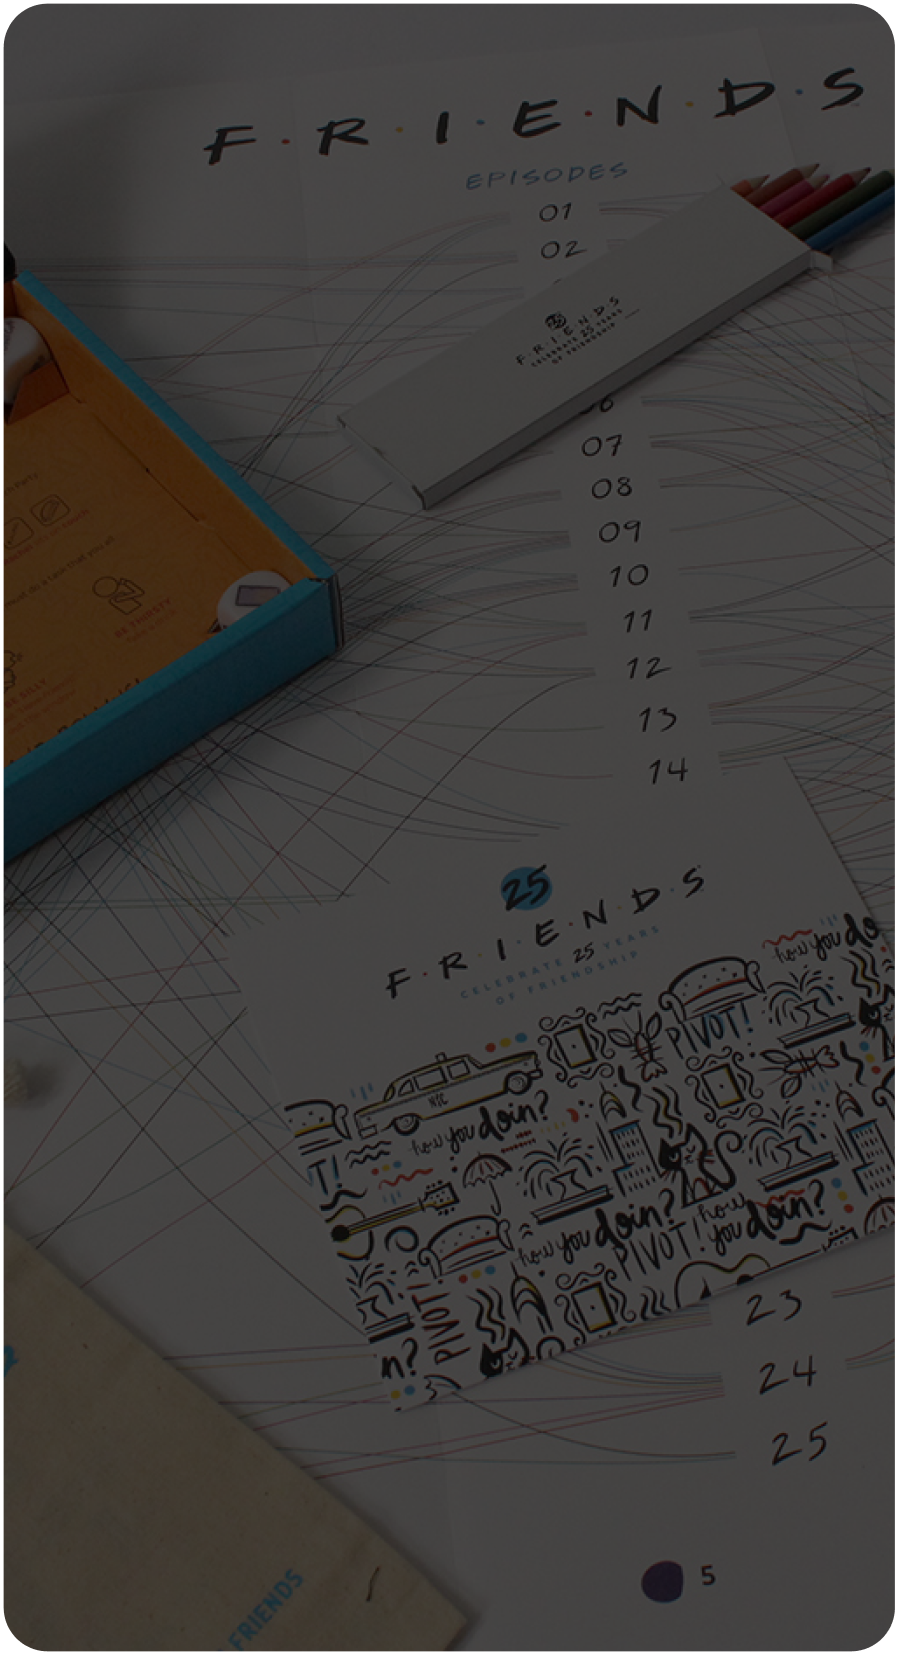 F·R·I·E·N·D·S
EPISODES
01
02
F·R·I·E·N·D·S
CELEBRATE 25 YEARS
OF FRIENDSHIP
06
07
08
09
10
11
12
13
14
25
F·R·I·E·N·D·S
CELEBRATE 25 YEARS
OF FRIENDSHIP
how you do
PIVOT!
NYC
how you doin?
T!
how you doin?
PIVOT!
how you doin?
PIVOT!
n?
23
24
25
5
FRIENDS